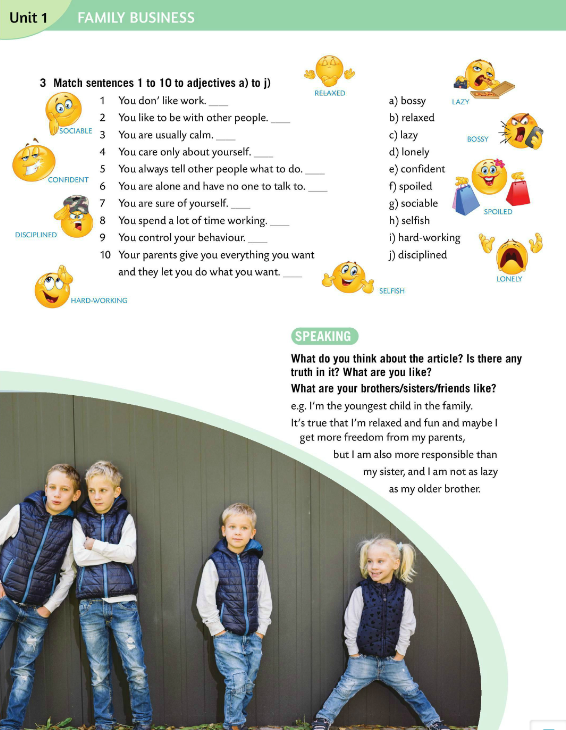 Unit 1 FAMILY BUSINESS
3 Match sentences 1 to 10 to adjectives a) to j)
1 You don' like work. ____
2 You like to be with other people. ____
3 You are usually calm. ____
4 You care only about yourself. ____
5 You always tell other people what to do. ____
6 You are alone and have no one to talk to. ____
7 You are sure of yourself. ____
8 You spend a lot of time working. ____
9 You control your behaviour. ____
10 Your parents give you everything you want
and they let you do what you want. ____
a) bossy
b) relaxed
c) lazy
d) lonely
e) confident
f) spoiled
g) sociable
h) selfish
i) hard-working
j) disciplined
RELAXED
LAZY
SOCIABLE
BOSSY
CONFIDENT
SPOILED
DISCIPLINED
LONELY
SELFISH
HARD-WORKING
SPEAKING
What do you think about the article? Is there any
truth in it? What are you like?
What are your brothers/sisters/friends like?
e.g. I'm the youngest child in the family.
It's true that I'm relaxed and fun and maybe I
get more freedom from my parents,
but I am also more responsible than
my sister, and I am not as lazy
as my older brother.